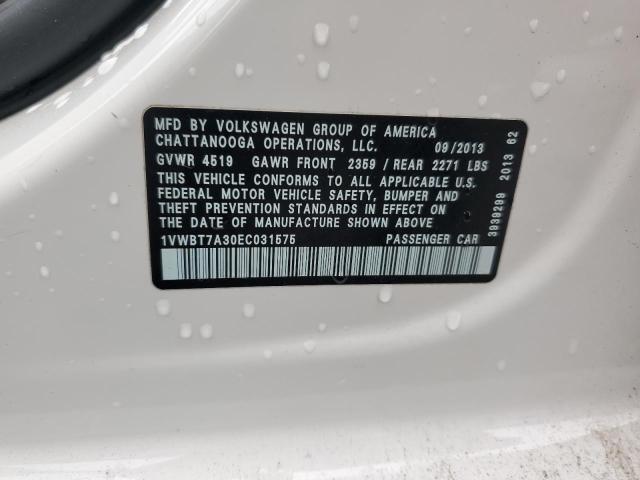 MFD BY VOLKSWAGEN GROUP OF AMERICA
CHATTANOOGA OPERATIONS, LLC. 09/2013
GVWR 4519 GAWR FRONT 2359 / REAR 2271 LBS
THIS VEHICLE CONFORMS TO ALL APPLICABLE U.S.
FEDERAL MOTOR VEHICLE SAFETY, BUMPER AND
THEFT PREVENTION STANDARDS IN EFFECT ON
THE DATE OF MANUFACTURE SHOWN ABOVE
1VWBT7A30EC031575 PASSENGER CAR
3939299 2013 62